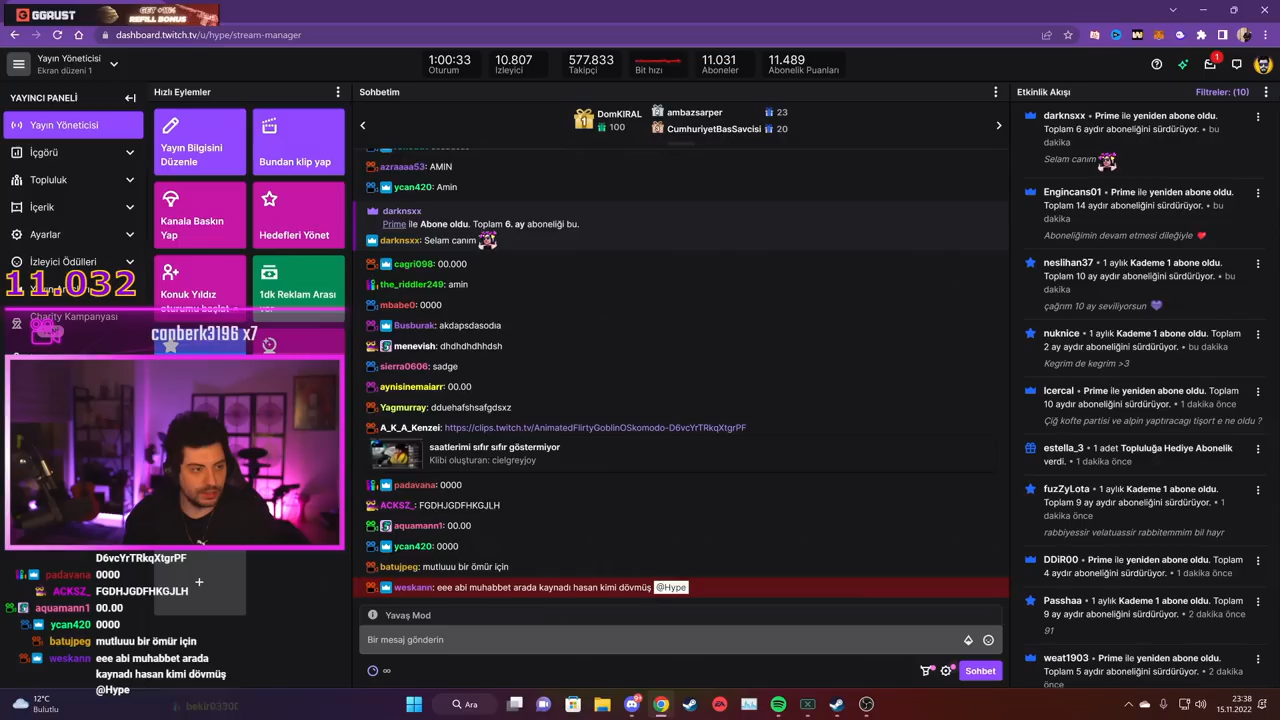 GGRUST
GET +10%
REFILL BONUS
dashboard.twitch.tv/u/hype/stream-manager
Yayın Yöneticisi
Ekran düzeni 1
1:00:33
Oturum
10.807
İzleyici
577.833
Takipçi
Bit hızı
11.031
Aboneler
11.489
Abonelik Puanları
1
YAYINCI PANELİ
Yayın Yöneticisi
İçgörü
Topluluk
İçerik
Ayarlar
İzleyici Ödülleri
11.032
Charity Kampanyası
canberk3196 x7
Hızlı Eylemler
Yayın Bilgisini
Düzenle
Bundan klip yap
Kanala Baskın
Yap
Hedefleri Yönet
Konuk Yıldız
oturumu başlat
1dk Reklam Arası
ver
D6vcYrTRkqXtgrPF
padavana 0000
ACKSZ_ FGDHJGDFHKGJLH
aquamann1 00.00
ycan420 0000
batujpeg mutluuu bir ömür için
weskann eee abi muhabbet arada
kaynadı hasan kimi dövmüş
@Hype
Sohbetim
1
DomKIRAL
100
ambazsarper 23
CumhuriyetBasSavcisi 20
azraaaa53: AMIN
ycan420: Amin
darknsxx
Prime ile Abone oldu. Toplam 6. ay aboneliği bu.
darknsxx: Selam canım
cagri098: 00.000
the_riddler249: amin
mbabe0: 0000
Busburak: akdapsdasodıa
menevish: dhdhdhdhhdsh
sierra0606: sadge
aynisinemaiarr: 00.00
Yagmurray: dduehafshsafgdsxz
A_K_A_Kenzei: https://clips.twitch.tv/AnimatedFlirtyGoblinOSkomodo-D6vcYrTRkqXtgrPF
saatlerimi sıfır sıfır göstermiyor
Klibi oluşturan: cielgreyjoy
padavana: 0000
ACKSZ_: FGDHJGDFHKGJLH
aquamann1: 00.00
ycan420: 0000
batujpeg: mutluuu bir ömür için
weskann: eee abi muhabbet arada kaynadı hasan kimi dövmüş @Hype
Yavaş Mod
Bir mesaj gönderin
Sohbet
Etkinlik Akışı
Filtreler: (10)
darknsxx • Prime ile yeniden abone oldu.
Toplam 6 aydır aboneliğini sürdürüyor. • bu
dakika
Selam canım
Engincans01 • Prime ile yeniden abone oldu.
Toplam 14 aydır aboneliğini sürdürüyor. • bu
dakika
Aboneliğimin devam etmesi dileğiyle
neslihan37 • 1 aylık Kademe 1 abone oldu.
Toplam 10 ay aydır aboneliğini sürdürüyor. • bu
dakika
çağrım 10 ay seviliyorsun
nuknice • 1 aylık Kademe 1 abone oldu. Toplam
2 ay aydır aboneliğini sürdürüyor. • bu dakika
Kegrim de kegrim >3
Icercal • Prime ile yeniden abone oldu. Toplam
10 aydır aboneliğini sürdürüyor. • 1 dakika önce
Çiğ kofte partisi ve alpin yaptıracagı tişort e ne oldu ?
estella_3 • 1 adet Topluluğa Hediye Abonelik
verdi. • 1 dakika önce
fuzZyLota • 1 aylık Kademe 1 abone oldu.
Toplam 9 ay aydır aboneliğini sürdürüyor. • 1
dakika önce
rabbiyessir velatuassir rabbitemmim bil hayr
DDiR00 • Prime ile yeniden abone oldu. Toplam
4 aydır aboneliğini sürdürüyor. • 1 dakika önce
Passhaa • 1 aylık Kademe 1 abone oldu. Toplam
9 ay aydır aboneliğini sürdürüyor. • 2 dakika önce
91
weat1903 • Prime ile yeniden abone oldu.
Toplam 5 aydır aboneliğini sürdürüyor. • 2
12°C
Bulutlu
Ara
23:38
15.11.2022